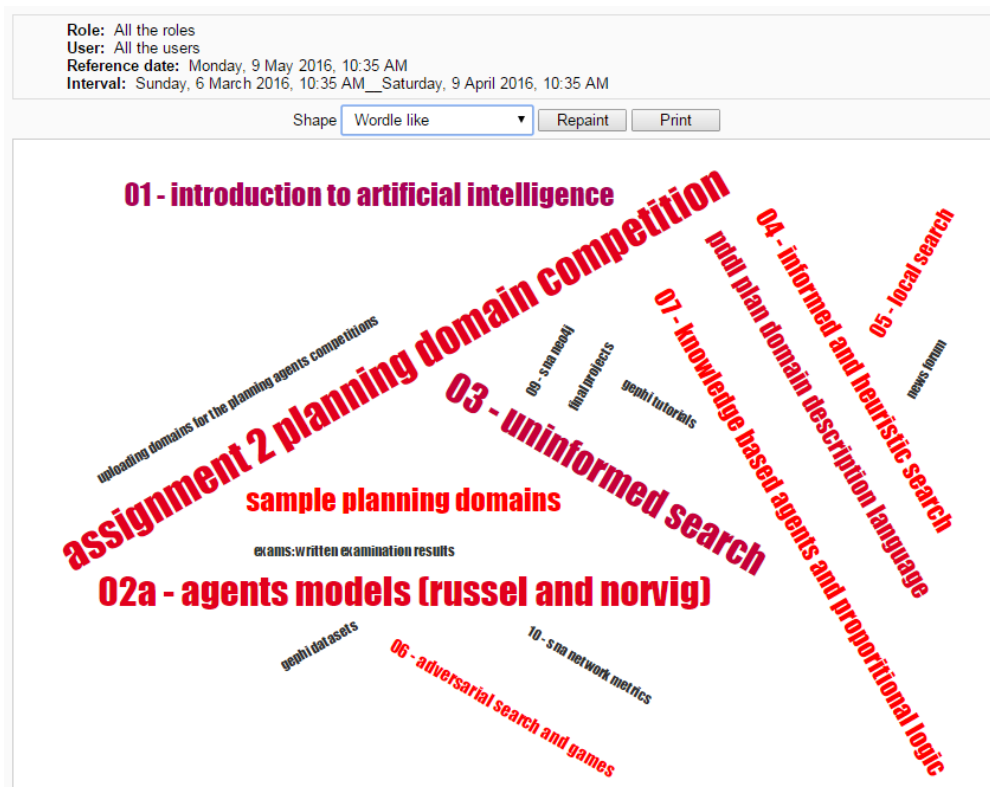 Role: All the roles
User: All the users
Reference date: Monday, 9 May 2016, 10:35 AM
Interval: Sunday, 6 March 2016, 10:35 AM__Saturday, 9 April 2016, 10:35 AM
Shape Wordle like Repaint Print
01 - introduction to artificial intelligence
assignment 2 planning domain competition
04 - informed and heuristic search
05 - local search
pddl plan domain description language
07 - knowledge based agents and proporitional logic
uploading domains for the planning agents competitions
09 - sna neo4j
final projects
gephi tutorials
news forum
03 - uninformed search
sample planning domains
exams:written examination results
02a - agents models (russel and norvig)
gephi datasets
06 - adversarial search and games
10 - sna network metrics